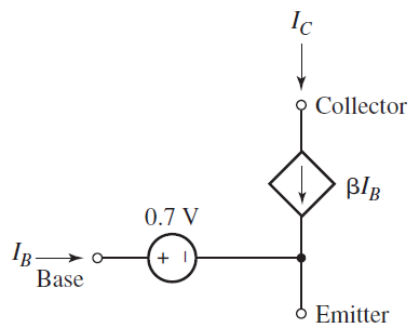 I_C
Collector
βI_B
0.7 V
+ −
I_B
Base
Emitter